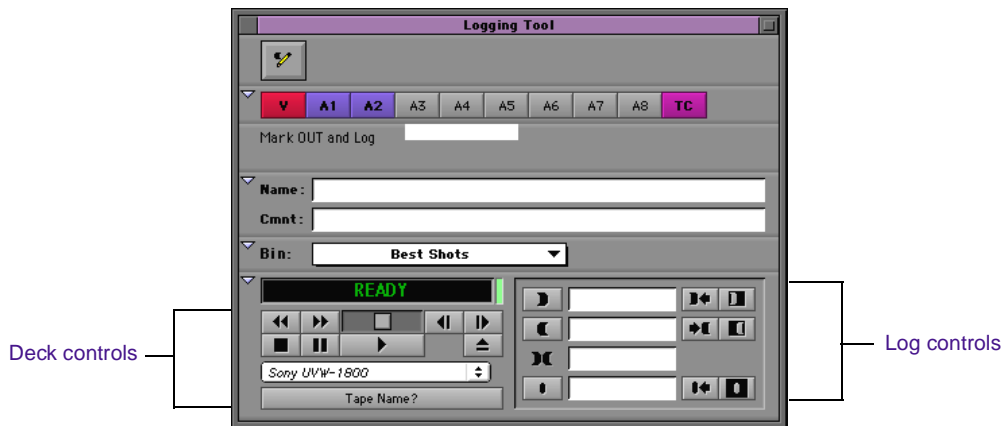 Logging Tool
V A1 A2 A3 A4 A5 A6 A7 A8 TC
Mark OUT and Log
Name:
Cmnt:
Bin: Best Shots
READY
Sony UVW-1800
Tape Name?
Deck controls
Log controls